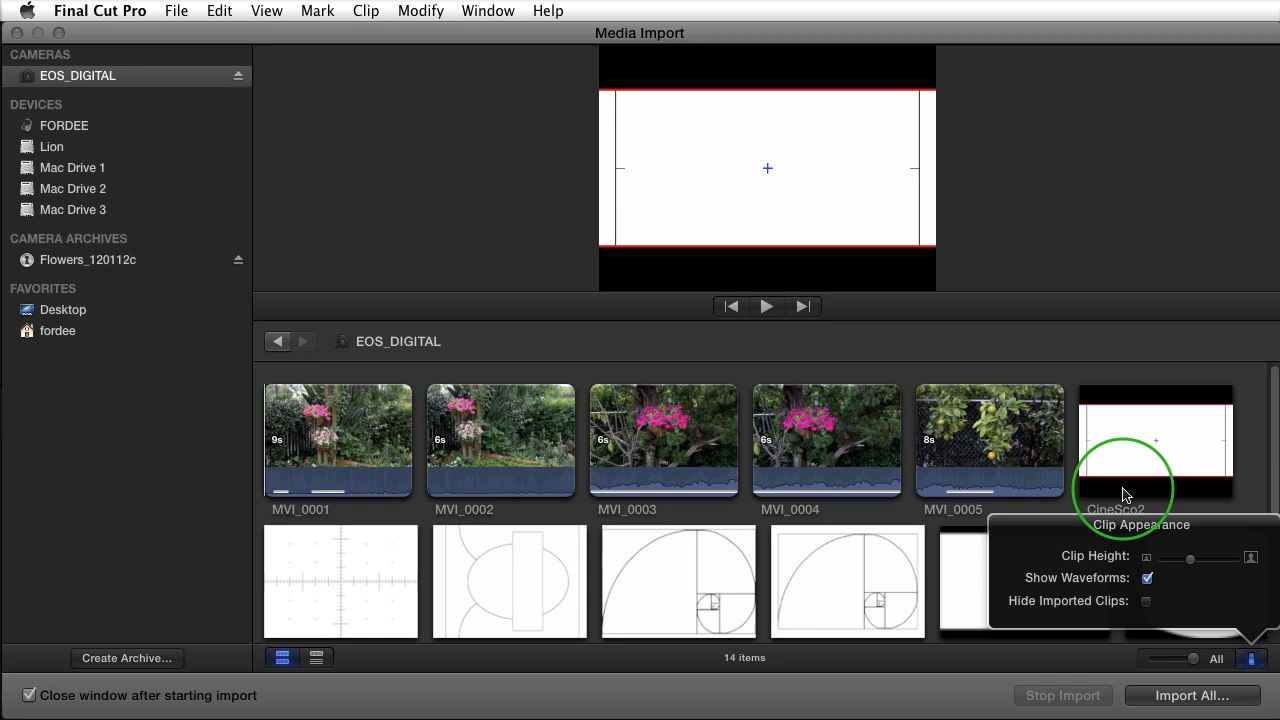 Final Cut Pro File Edit View Mark Clip Modify Window Help
Media Import
CAMERAS
EOS_DIGITAL
DEVICES
FORDEE
Lion
Mac Drive 1
Mac Drive 2
Mac Drive 3
CAMERA ARCHIVES
Flowers_120112c
FAVORITES
Desktop
fordee
EOS_DIGITAL
9s 6s 6s 6s 8s
MVI_0001 MVI_0002 MVI_0003 MVI_0004 MVI_0005 CineSco2
Clip Appearance
Clip Height:
Show Waveforms:
Hide Imported Clips:
Create Archive... 14 items All
Close window after starting import Stop Import Import All...